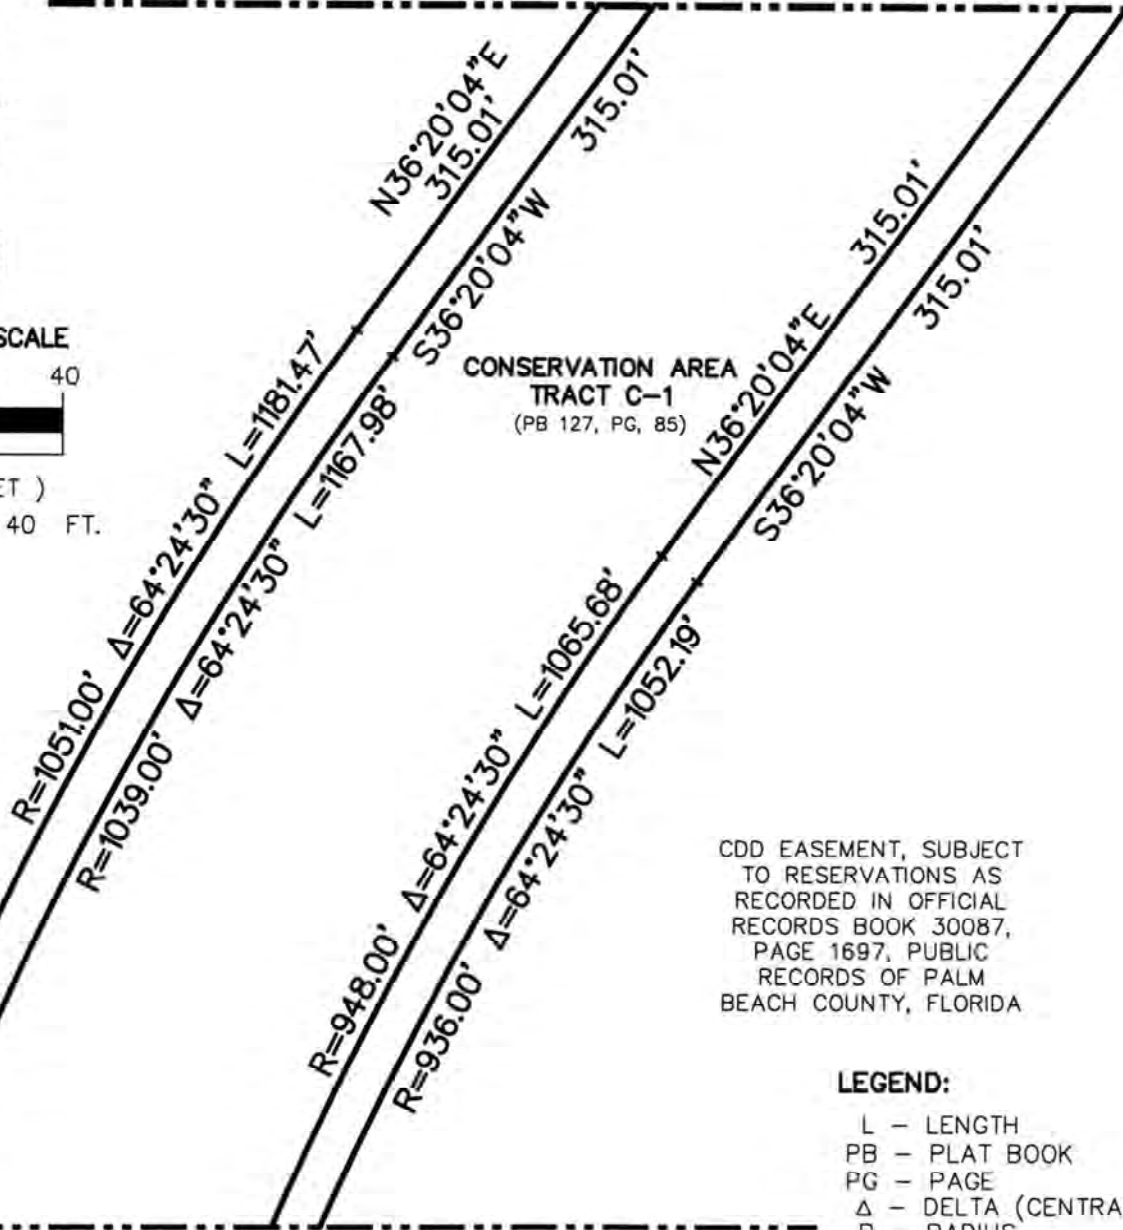 N36°20'04"E
315.01'
315.01'
S36°20'04"W
SCALE
40
ET )
40 FT.
L=1181.47'
Δ=64°24'30"
R=1051.00'
L=1167.98'
Δ=64°24'30"
R=1039.00'
CONSERVATION AREA
TRACT C-1
(PB 127, PG, 85)
315.01'
N36°20'04"E
315.01'
S36°20'04"W
L=1065.68'
Δ=64°24'30"
R=948.00'
L=1052.19'
Δ=64°24'30"
R=936.00'
CDD EASEMENT, SUBJECT
TO RESERVATIONS AS
RECORDED IN OFFICIAL
RECORDS BOOK 30087,
PAGE 1697, PUBLIC
RECORDS OF PALM
BEACH COUNTY, FLORIDA
LEGEND:
L - LENGTH
PB - PLAT BOOK
PG - PAGE
Δ - DELTA (CENTRA
R - RADIUS